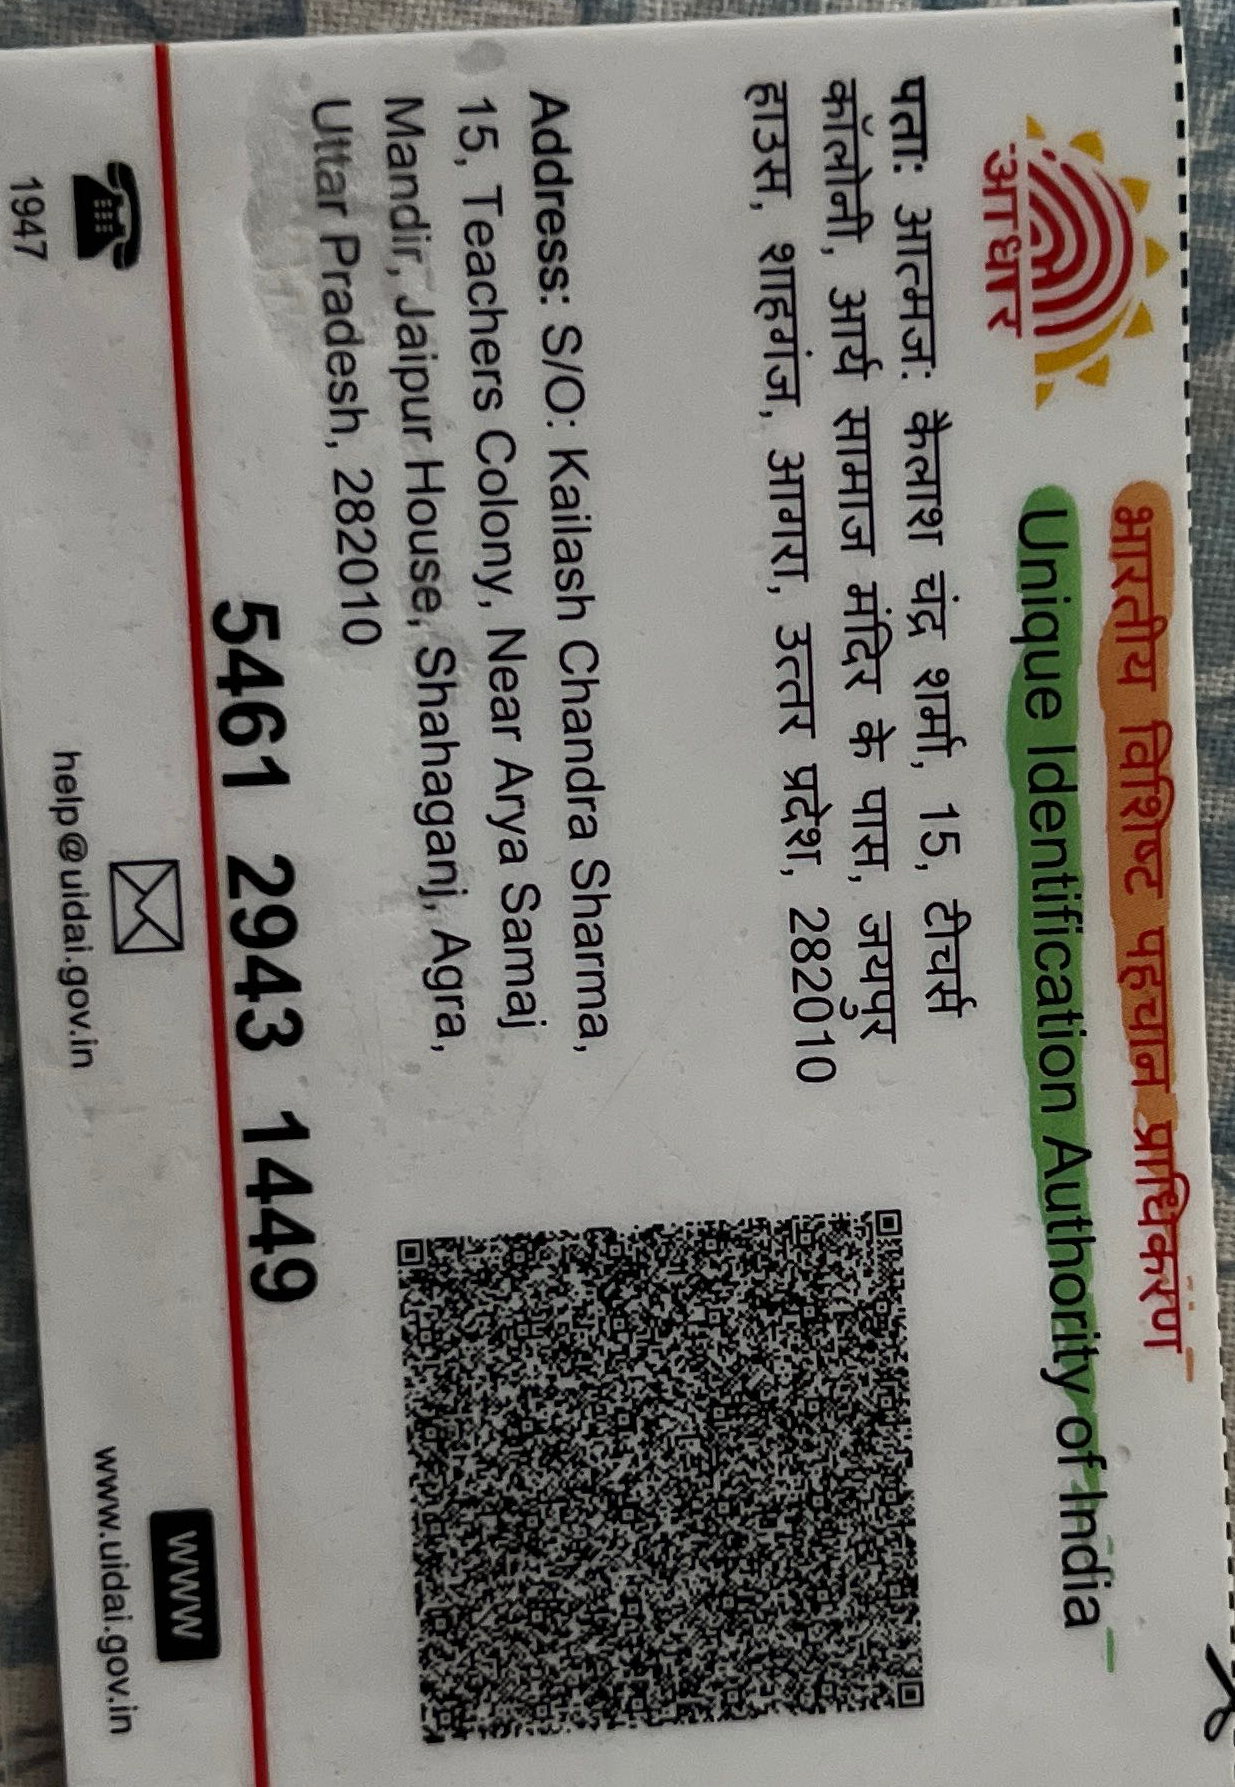 आधार
भारतीय विशिष्ट पहचान प्राधिकरण
Unique Identification Authority of India
पता: आत्मज: कैलाश चंद्र शर्मा, 15, टीचर्स
कॉलोनी, आर्य सामाज मंदिर के पास, जयपुर
हाउस, शाहगंज, आगरा, उत्तर प्रदेश, 282010
Address: S/O: Kailash Chandra Sharma,
15, Teachers Colony, Near Arya Samaj
Mandir, Jaipur House, Shahaganj, Agra,
Uttar Pradesh, 282010
5461 2943 1449
1947
help@uidai.gov.in
WWW
www.uidai.gov.in